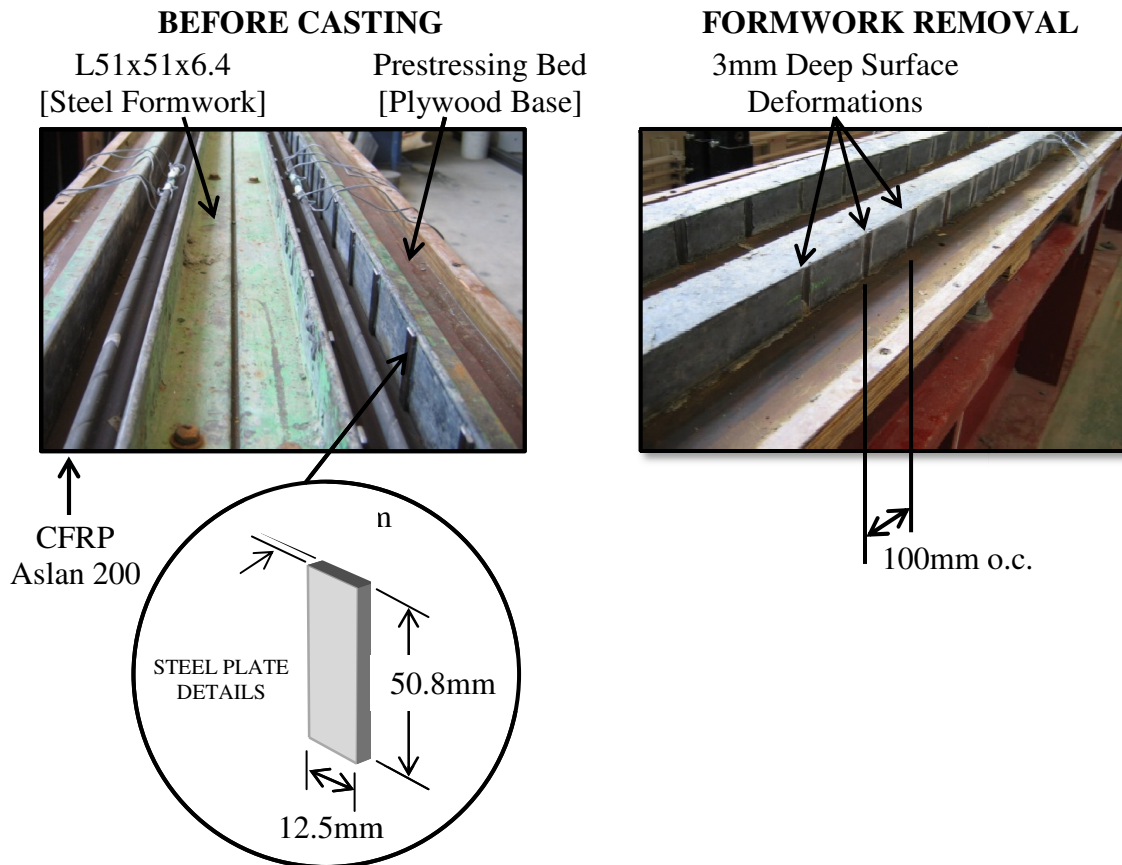 BEFORE CASTING
L51x51x6.4
[Steel Formwork]
Prestressing Bed
[Plywood Base]
FORMWORK REMOVAL
3mm Deep Surface
Deformations
CFRP
Aslan 200
n
STEEL PLATE
DETAILS
50.8mm
12.5mm
100mm o.c.